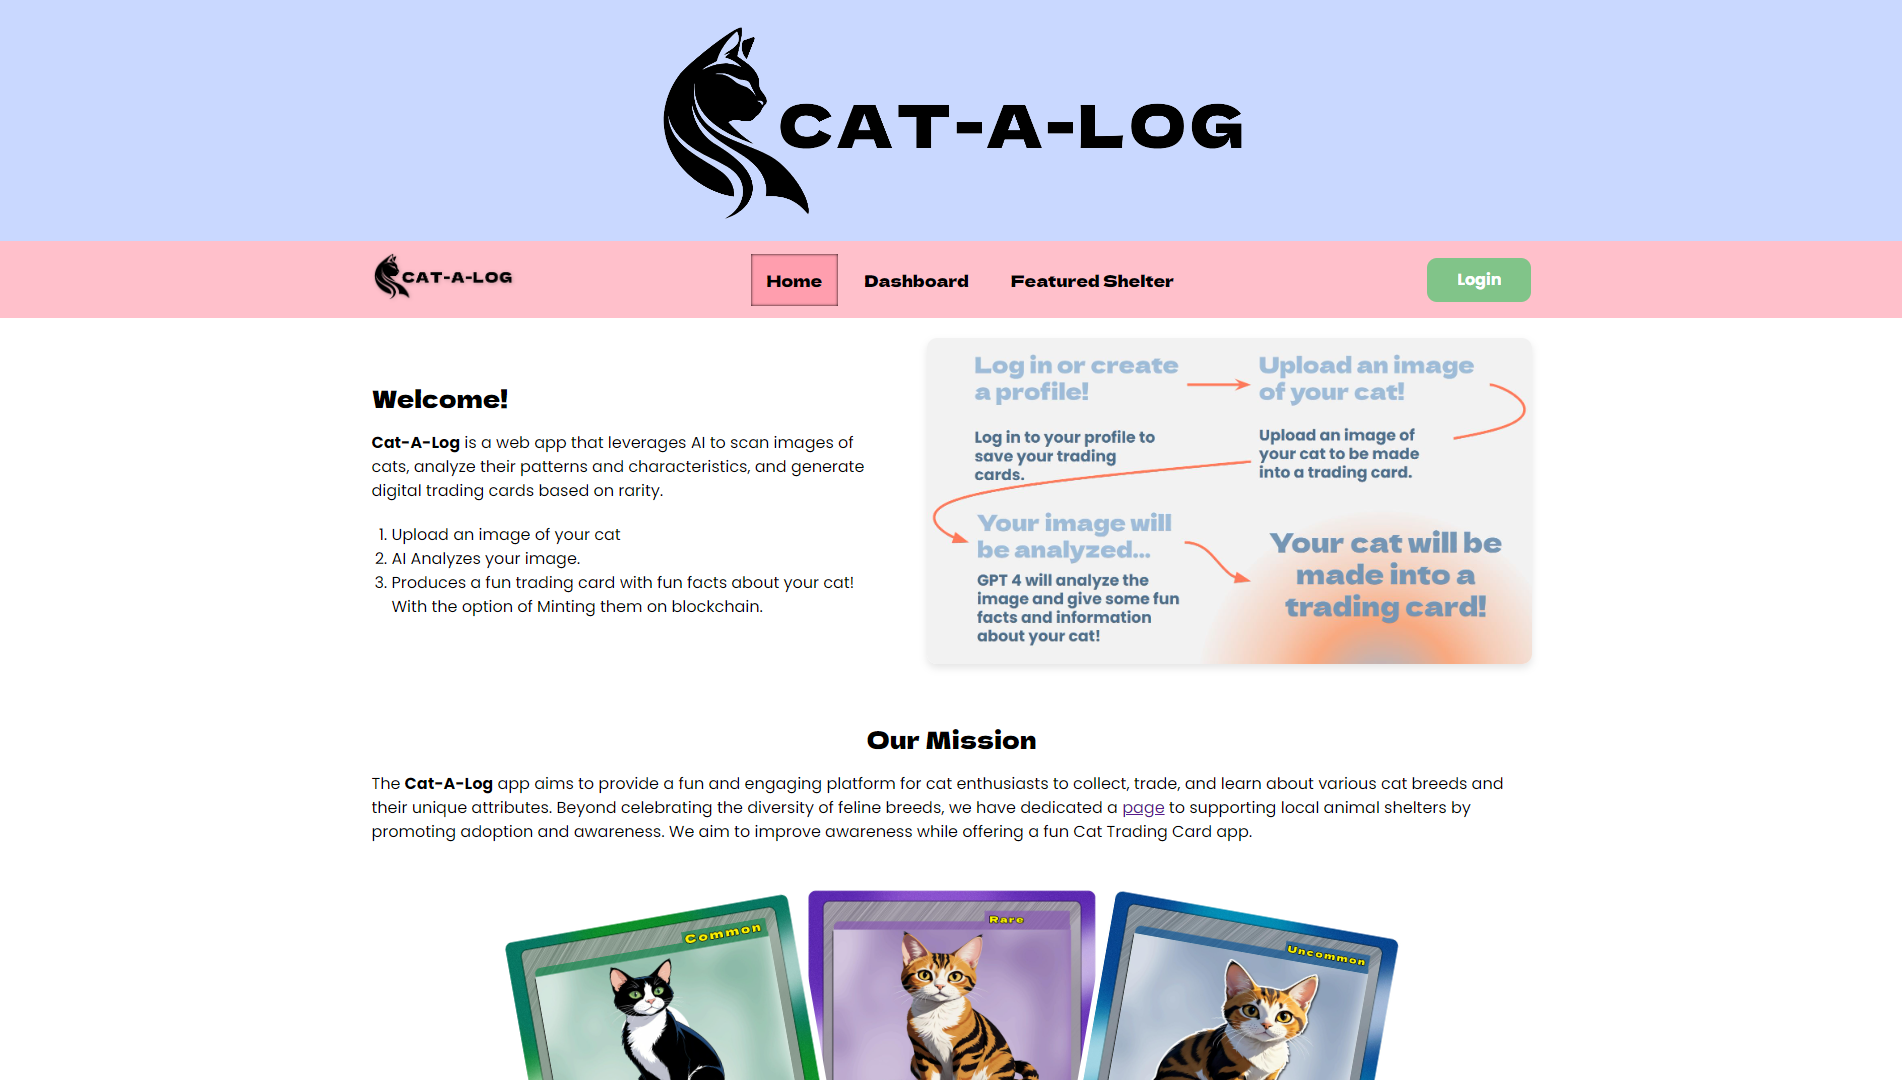 CAT-A-LOG
CAT-A-LOG
Home
Dashboard
Featured Shelter
Login
Welcome!
Cat-A-Log is a web app that leverages AI to scan images of
cats, analyze their patterns and characteristics, and generate
digital trading cards based on rarity.
1. Upload an image of your cat
2. AI Analyzes your image.
3. Produces a fun trading card with fun facts about your cat!
With the option of Minting them on blockchain.
Log in or create
a profile!
Log in to your profile to
save your trading
cards.
Upload an image
of your cat!
Upload an image of
your cat to be made
into a trading card.
Your image will
be analyzed...
GPT 4 will analyze the
image and give some fun
facts and information
about your cat!
Your cat will be
made into a
trading card!
Our Mission
The Cat-A-Log app aims to provide a fun and engaging platform for cat enthusiasts to collect, trade, and learn about various cat breeds and
their unique attributes. Beyond celebrating the diversity of feline breeds, we have dedicated a page to supporting local animal shelters by
promoting adoption and awareness. We aim to improve awareness while offering a fun Cat Trading Card app.
Common
Rare
Uncommon